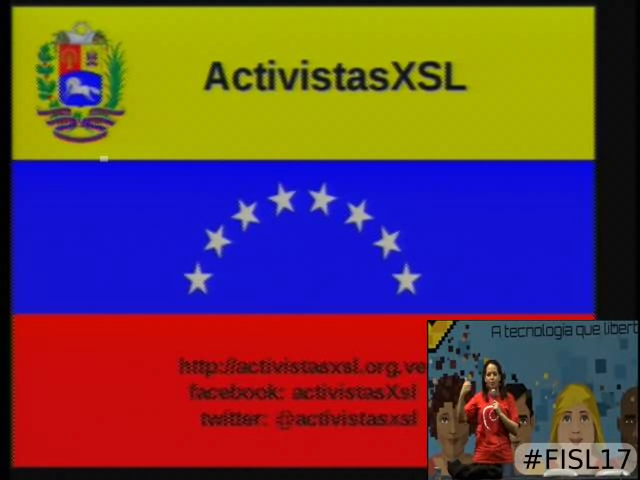 ActivistasXSL
http://activistasxsl.org.ve
facebook: activistasXsl
twitter: @activistasxsl
A tecnologia que libert
#FISL17